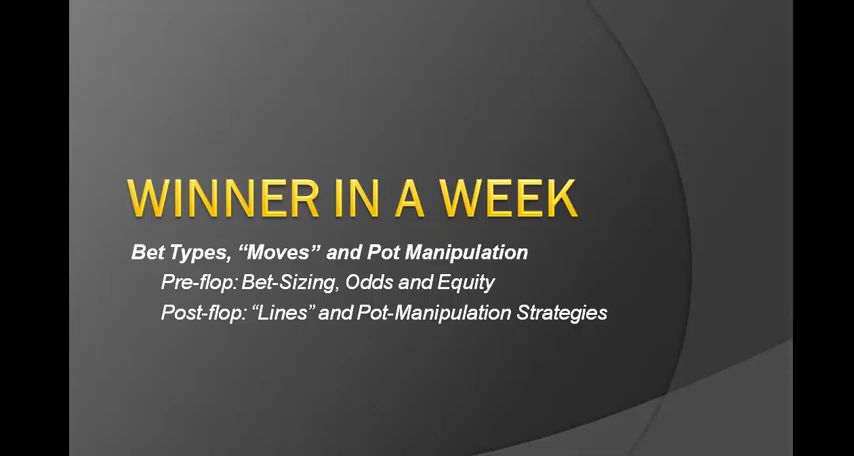 WINNER IN A WEEK
Bet Types, “Moves” and Pot Manipulation
Pre-flop: Bet-Sizing, Odds and Equity
Post-flop: “Lines” and Pot-Manipulation Strategies